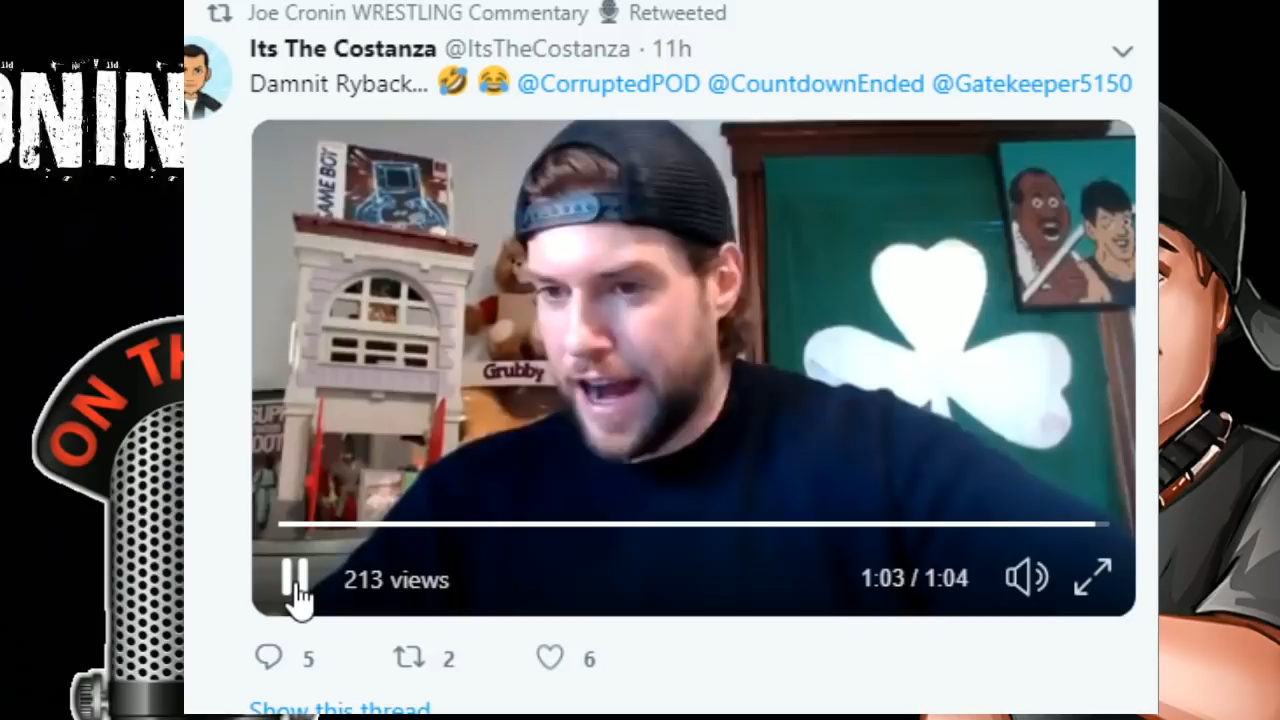 Joe Cronin WRESTLING Commentary 🎙 Retweeted
Its The Costanza @ItsTheCostanza · 11h
Damnit Ryback... 🤣 😂 @CorruptedPOD @CountdownEnded @Gatekeeper5150
ONIN
GAME BOY
Grubby
ON TH
213 views
1:03 / 1:04
5
2
6
Show this thread